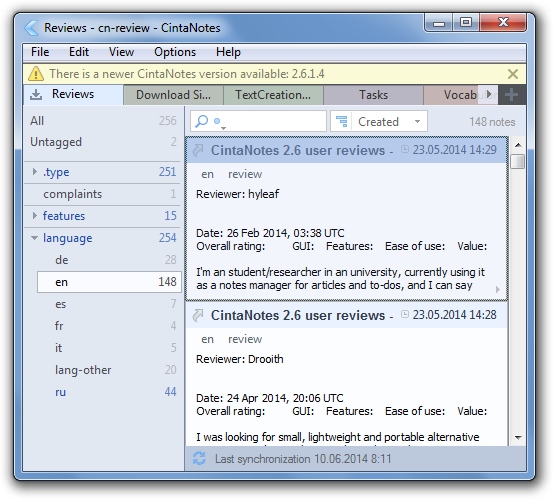 Reviews - cn-review - CintaNotes
File Edit View Options Help
There is a newer CintaNotes version available: 2.6.1.4
Reviews Download Si... TextCreation... Tasks Vocab
All 256
Untagged 2
.type 251
complaints 1
features 15
language 254
de 28
en 148
es 7
fr 4
it 5
lang-other 20
ru 44
Created 148 notes
CintaNotes 2.6 user reviews - 23.05.2014 14:29
en review
Reviewer: hyleaf
Date: 26 Feb 2014, 03:38 UTC
Overall rating: GUI: Features: Ease of use: Value:
I'm an student/researcher in an university, currently using it
as a notes manager for articles and to-dos, and I can say
CintaNotes 2.6 user reviews - 23.05.2014 14:28
en review
Reviewer: Drooith
Date: 24 Apr 2014, 20:06 UTC
Overall rating: GUI: Features: Ease of use: Value:
I was looking for small, lightweight and portable alternative
Last synchronization 10.06.2014 8:11